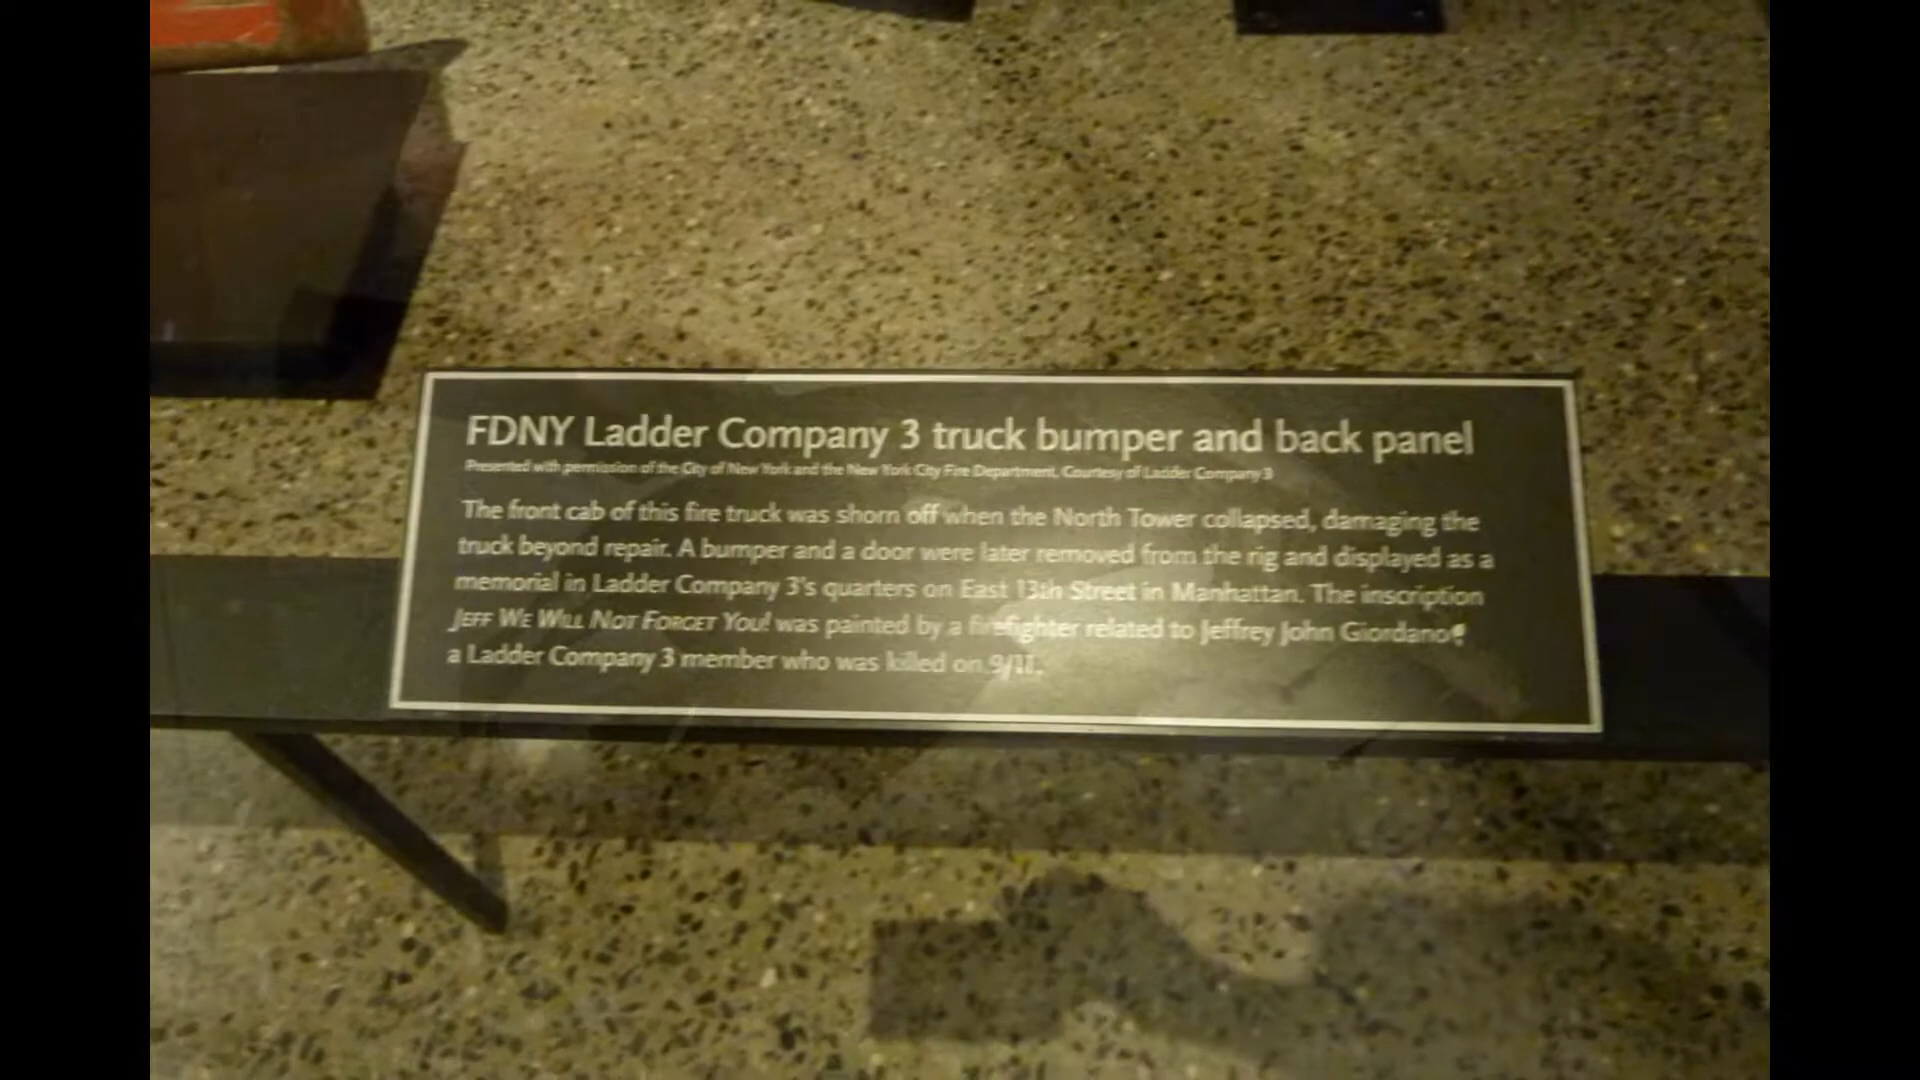 FDNY Ladder Company 3 truck bumper and back panel
Presented with permission of the City of New York and the New York City Fire Department, Courtesy of Ladder Company 3
The front cab of this fire truck was shorn off when the North Tower collapsed, damaging the
truck beyond repair. A bumper and a door were later removed from the rig and displayed as a
memorial in Ladder Company 3's quarters on East 13th Street in Manhattan. The inscription
JEFF WE WILL NOT FORGET YOU! was painted by a firefighter related to Jeffrey John Giordano,
a Ladder Company 3 member who was killed on 9/11.